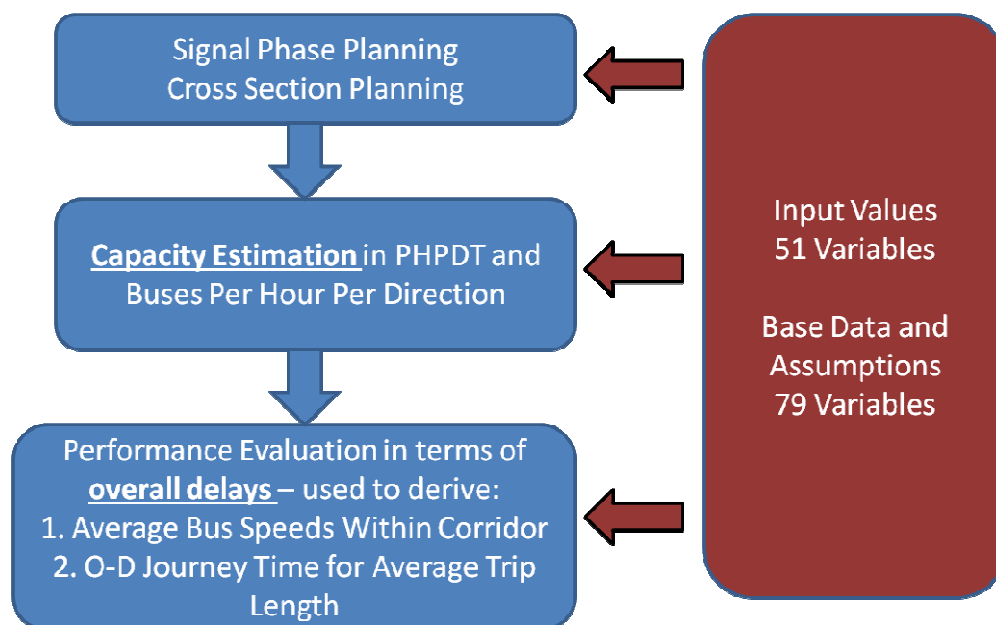 Signal Phase Planning
Cross Section Planning
Capacity Estimation in PHPDT and
Buses Per Hour Per Direction
Performance Evaluation in terms of
overall delays – used to derive:
1. Average Bus Speeds Within Corridor
2. O-D Journey Time for Average Trip
Length
Input Values
51 Variables
Base Data and
Assumptions
79 Variables